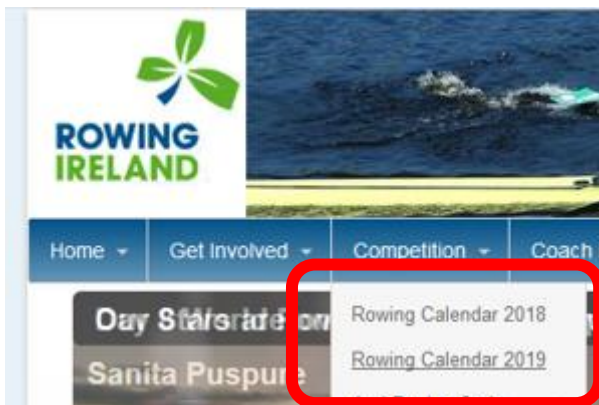 ROWING
IRELAND
Home Get Involved Competition Coach
Rowing Calendar 2018
Rowing Calendar 2019
Sanita Puspure